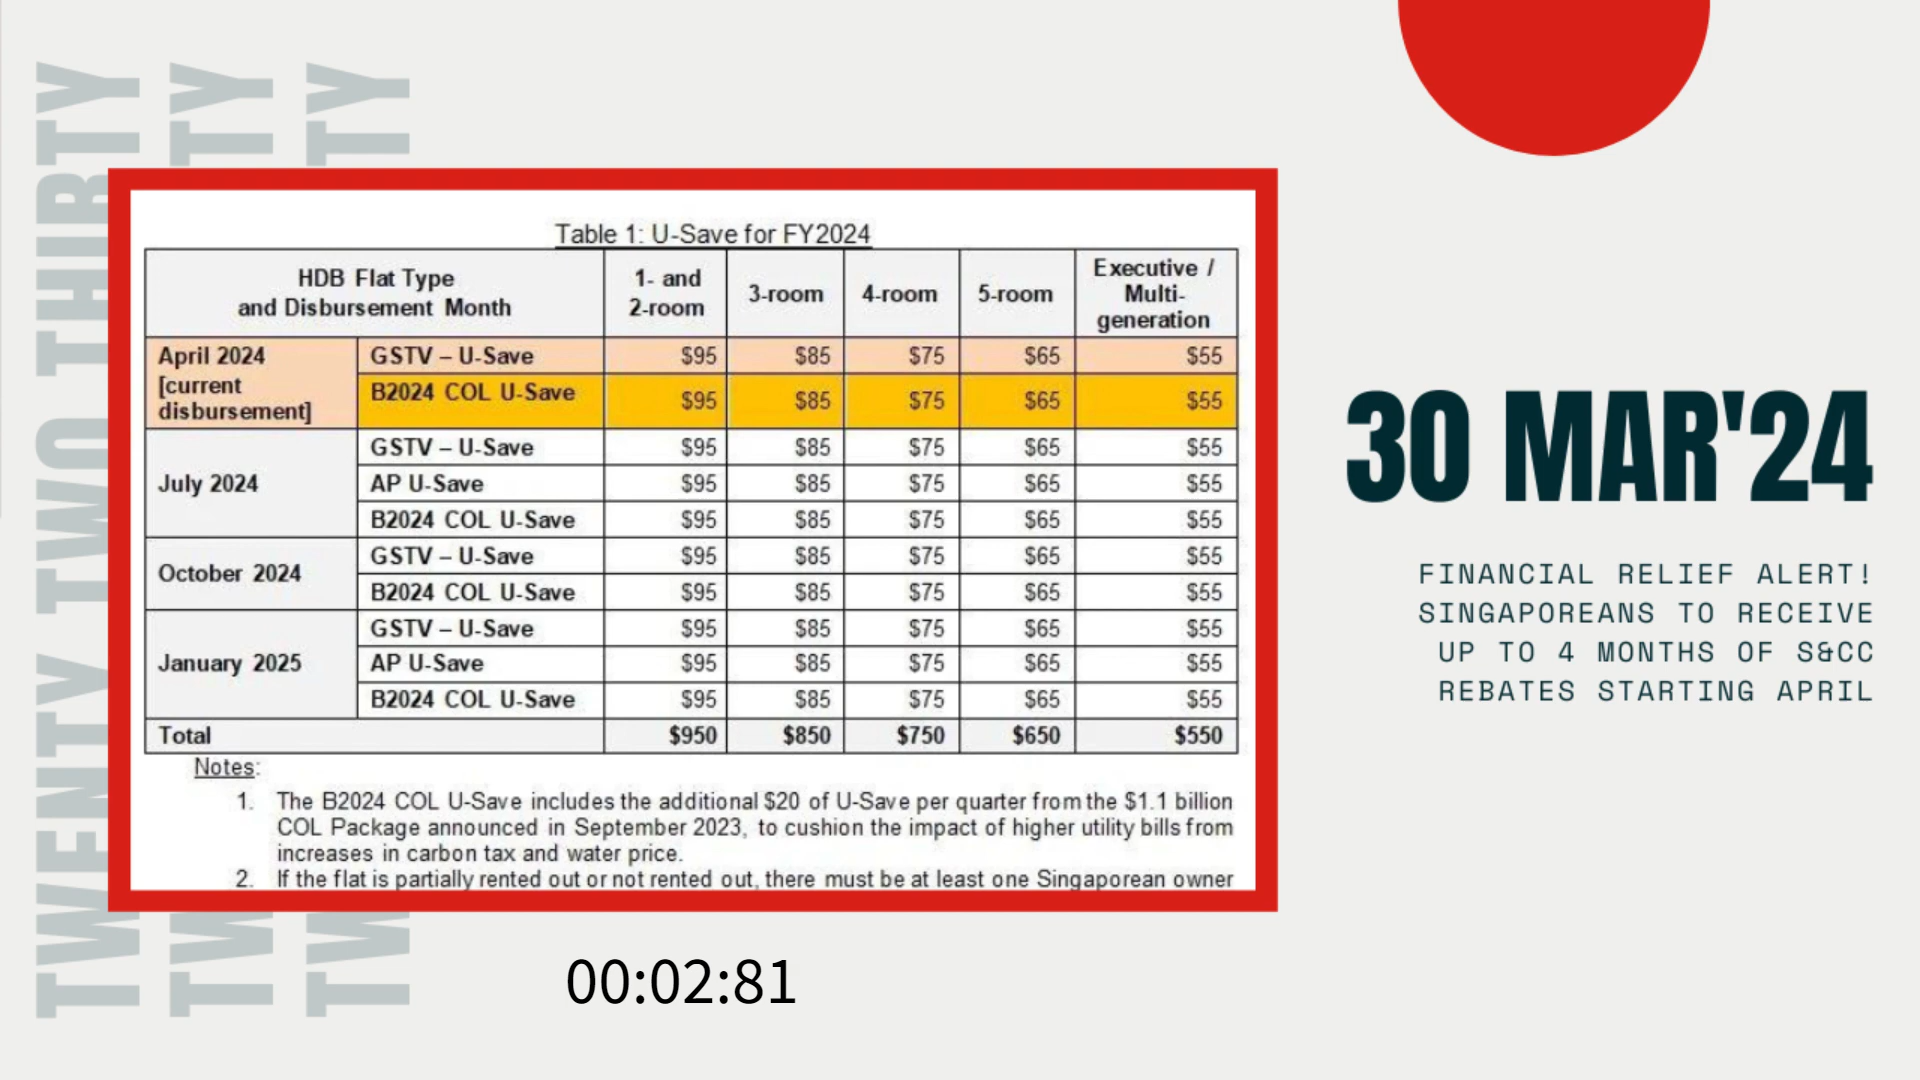 TWENTY TWO THIRTY
TW TY
TW TY
Table 1: U-Save for FY2024
HDB Flat Type and Disbursement Month 1- and 2-room 3-room 4-room 5-room Executive / Multi-generation
April 2024 [current disbursement] GSTV – U-Save $95 $85 $75 $65 $55
B2024 COL U-Save $95 $85 $75 $65 $55
July 2024 GSTV – U-Save $95 $85 $75 $65 $55
AP U-Save $95 $85 $75 $65 $55
B2024 COL U-Save $95 $85 $75 $65 $55
October 2024 GSTV – U-Save $95 $85 $75 $65 $55
B2024 COL U-Save $95 $85 $75 $65 $55
January 2025 GSTV – U-Save $95 $85 $75 $65 $55
AP U-Save $95 $85 $75 $65 $55
B2024 COL U-Save $95 $85 $75 $65 $55
Total $950 $850 $750 $650 $550
Notes:
1. The B2024 COL U-Save includes the additional $20 of U-Save per quarter from the $1.1 billion
COL Package announced in September 2023, to cushion the impact of higher utility bills from
increases in carbon tax and water price.
2. If the flat is partially rented out or not rented out, there must be at least one Singaporean owner
00:02:81
30 MAR'24
FINANCIAL RELIEF ALERT!
SINGAPOREANS TO RECEIVE
UP TO 4 MONTHS OF S&CC
REBATES STARTING APRIL